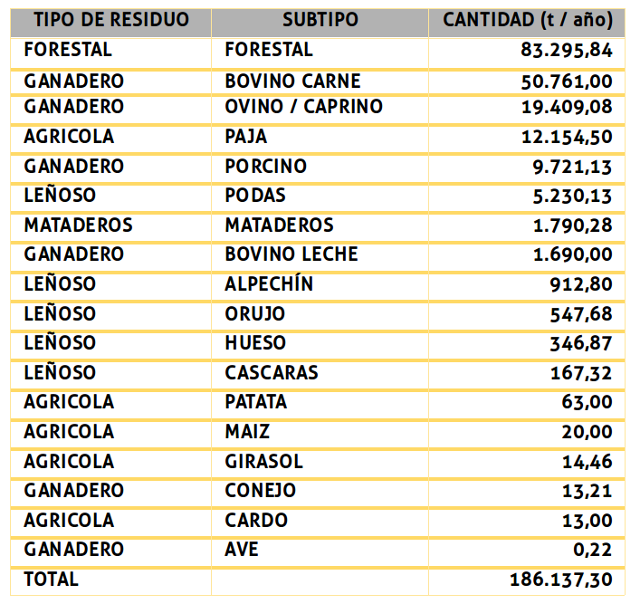 TIPO DE RESIDUO SUBTIPO CANTIDAD (t / año)
FORESTAL FORESTAL 83.295,84
GANADERO BOVINO CARNE 50.761,00
GANADERO OVINO / CAPRINO 19.409,08
AGRICOLA PAJA 12.154,50
GANADERO PORCINO 9.721,13
LEÑOSO PODAS 5.230,13
MATADEROS MATADEROS 1.790,28
GANADERO BOVINO LECHE 1.690,00
LEÑOSO ALPECHÍN 912,80
LEÑOSO ORUJO 547,68
LEÑOSO HUESO 346,87
LEÑOSO CASCARAS 167,32
AGRICOLA PATATA 63,00
AGRICOLA MAIZ 20,00
AGRICOLA GIRASOL 14,46
GANADERO CONEJO 13,21
AGRICOLA CARDO 13,00
GANADERO AVE 0,22
TOTAL 186.137,30